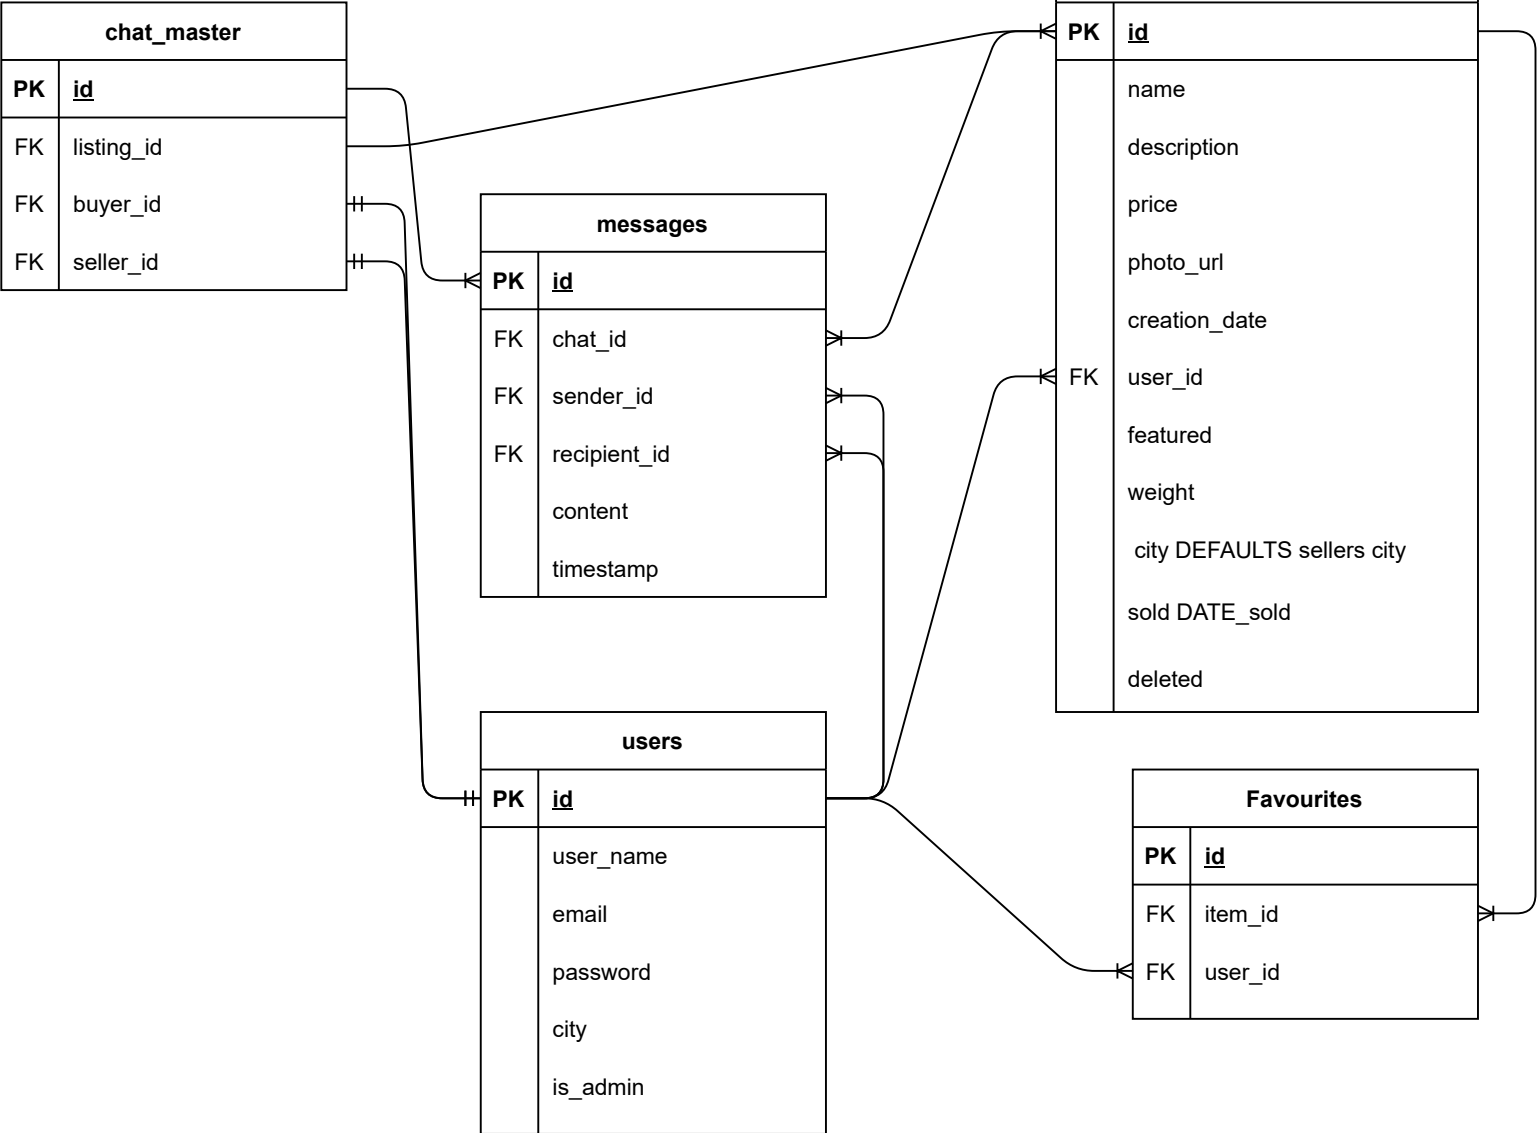 chat_master
PK id
FK listing_id
FK buyer_id
FK seller_id
messages
PK id
FK chat_id
FK sender_id
FK recipient_id
content
timestamp
users
PK id
user_name
email
password
city
is_admin
PK id
name
description
price
photo_url
creation_date
FK user_id
featured
weight
city DEFAULTS sellers city
sold DATE_sold
deleted
Favourites
PK id
FK item_id
FK user_id